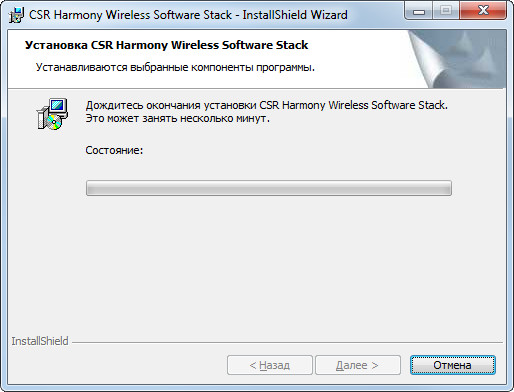 CSR Harmony Wireless Software Stack - InstallShield Wizard
Установка CSR Harmony Wireless Software Stack
Устанавливаются выбранные компоненты программы.
Дождитесь окончания установки CSR Harmony Wireless Software Stack.
Это может занять несколько минут.
Состояние:
InstallShield
< Назад
Далее >
Отмена